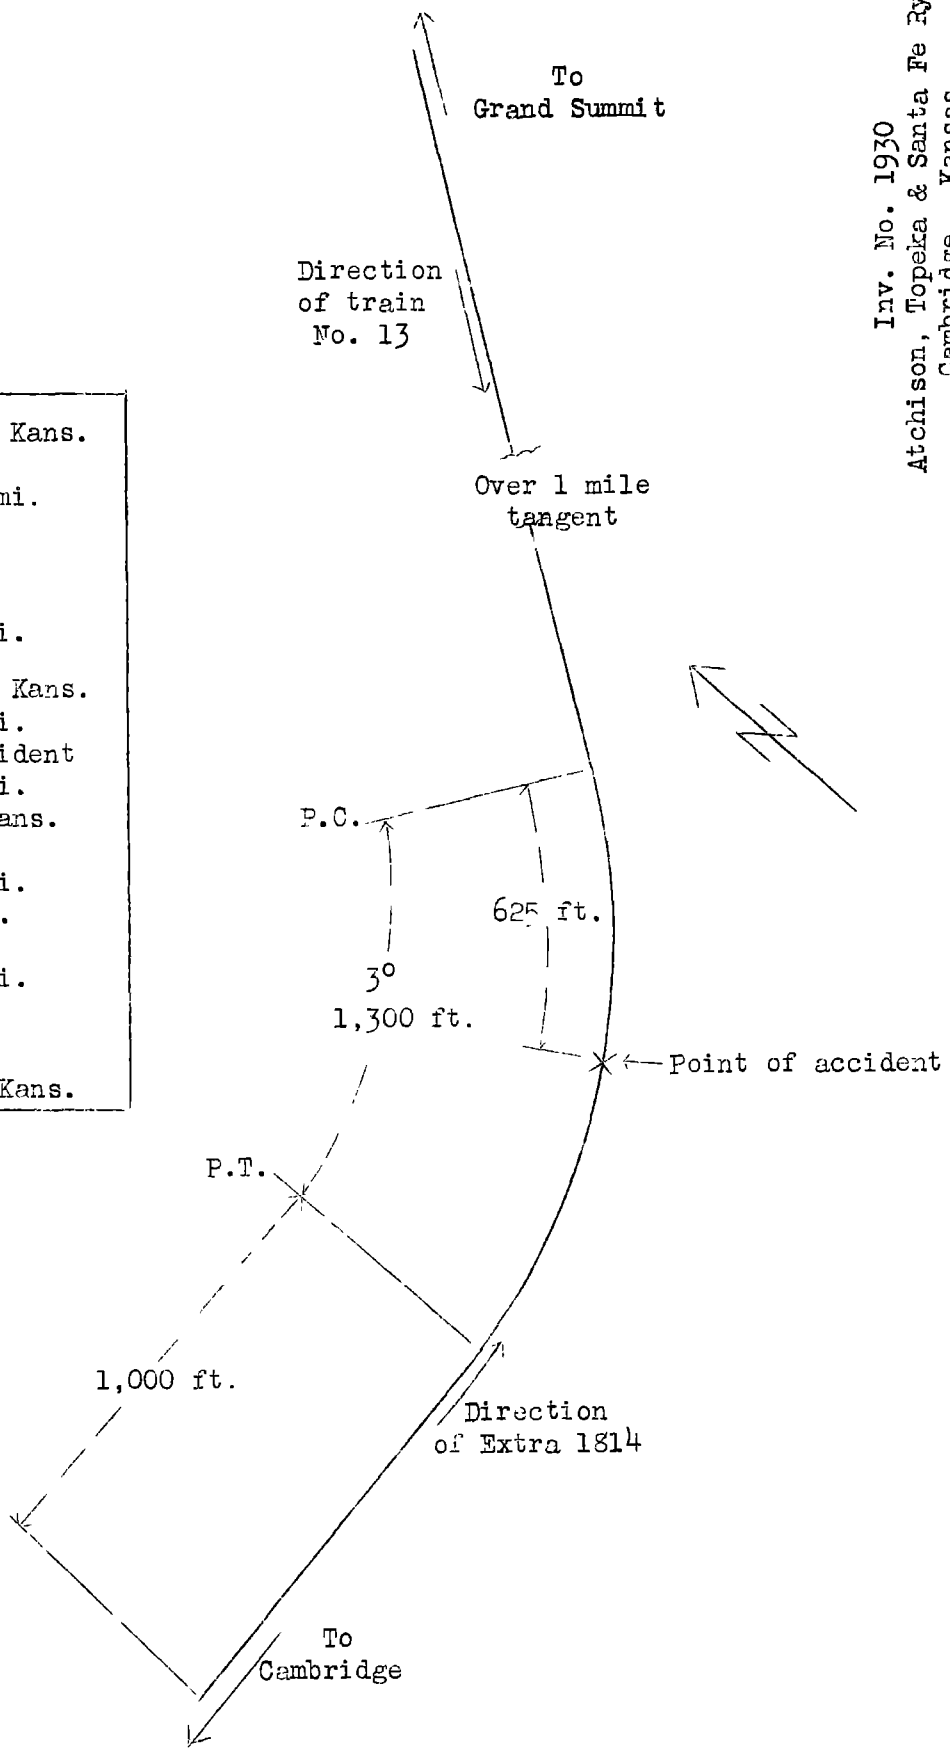 To
Grand Summit
Direction
of train
No. 13
Over 1 mile
tangent
Inv. No. 1930
Atchison, Topeka & Santa Fe Ry
Cambridge, Kansas
Kans.
mi.
i.
Kans.
i.
ident
i.
ans.
i.
.
i.
Kans.
P.C.
625 ft.
3°
1,300 ft.
Point of accident
P.T.
1,000 ft.
Direction
of Extra 1814
To
Cambridge